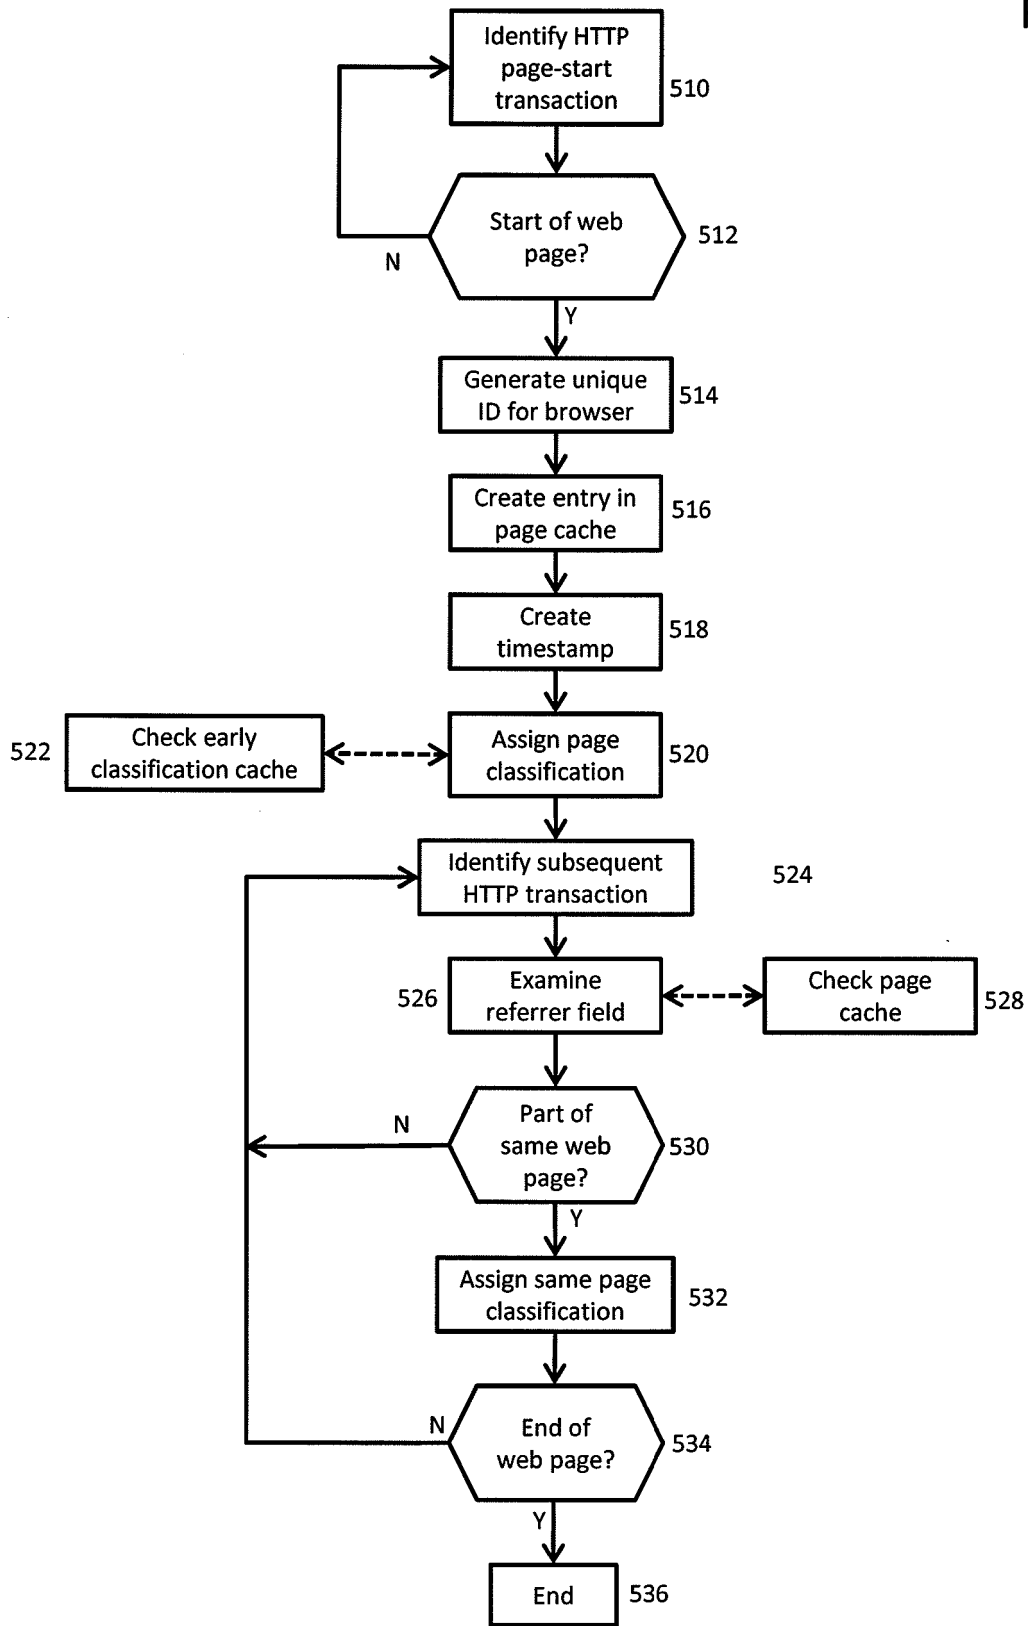 Identify HTTP
page-start
transaction
510
Start of web
page?
512
N
Y
Generate unique
ID for browser
514
Create entry in
page cache
516
Create
timestamp
518
522
Check early
classification cache
Assign page
classification
520
Identify subsequent
HTTP transaction
524
526
Examine
referrer field
Check page
cache
528
N
Part of
same web
page?
530
Y
Assign same page
classification
532
N
End of
web page?
534
Y
End
536